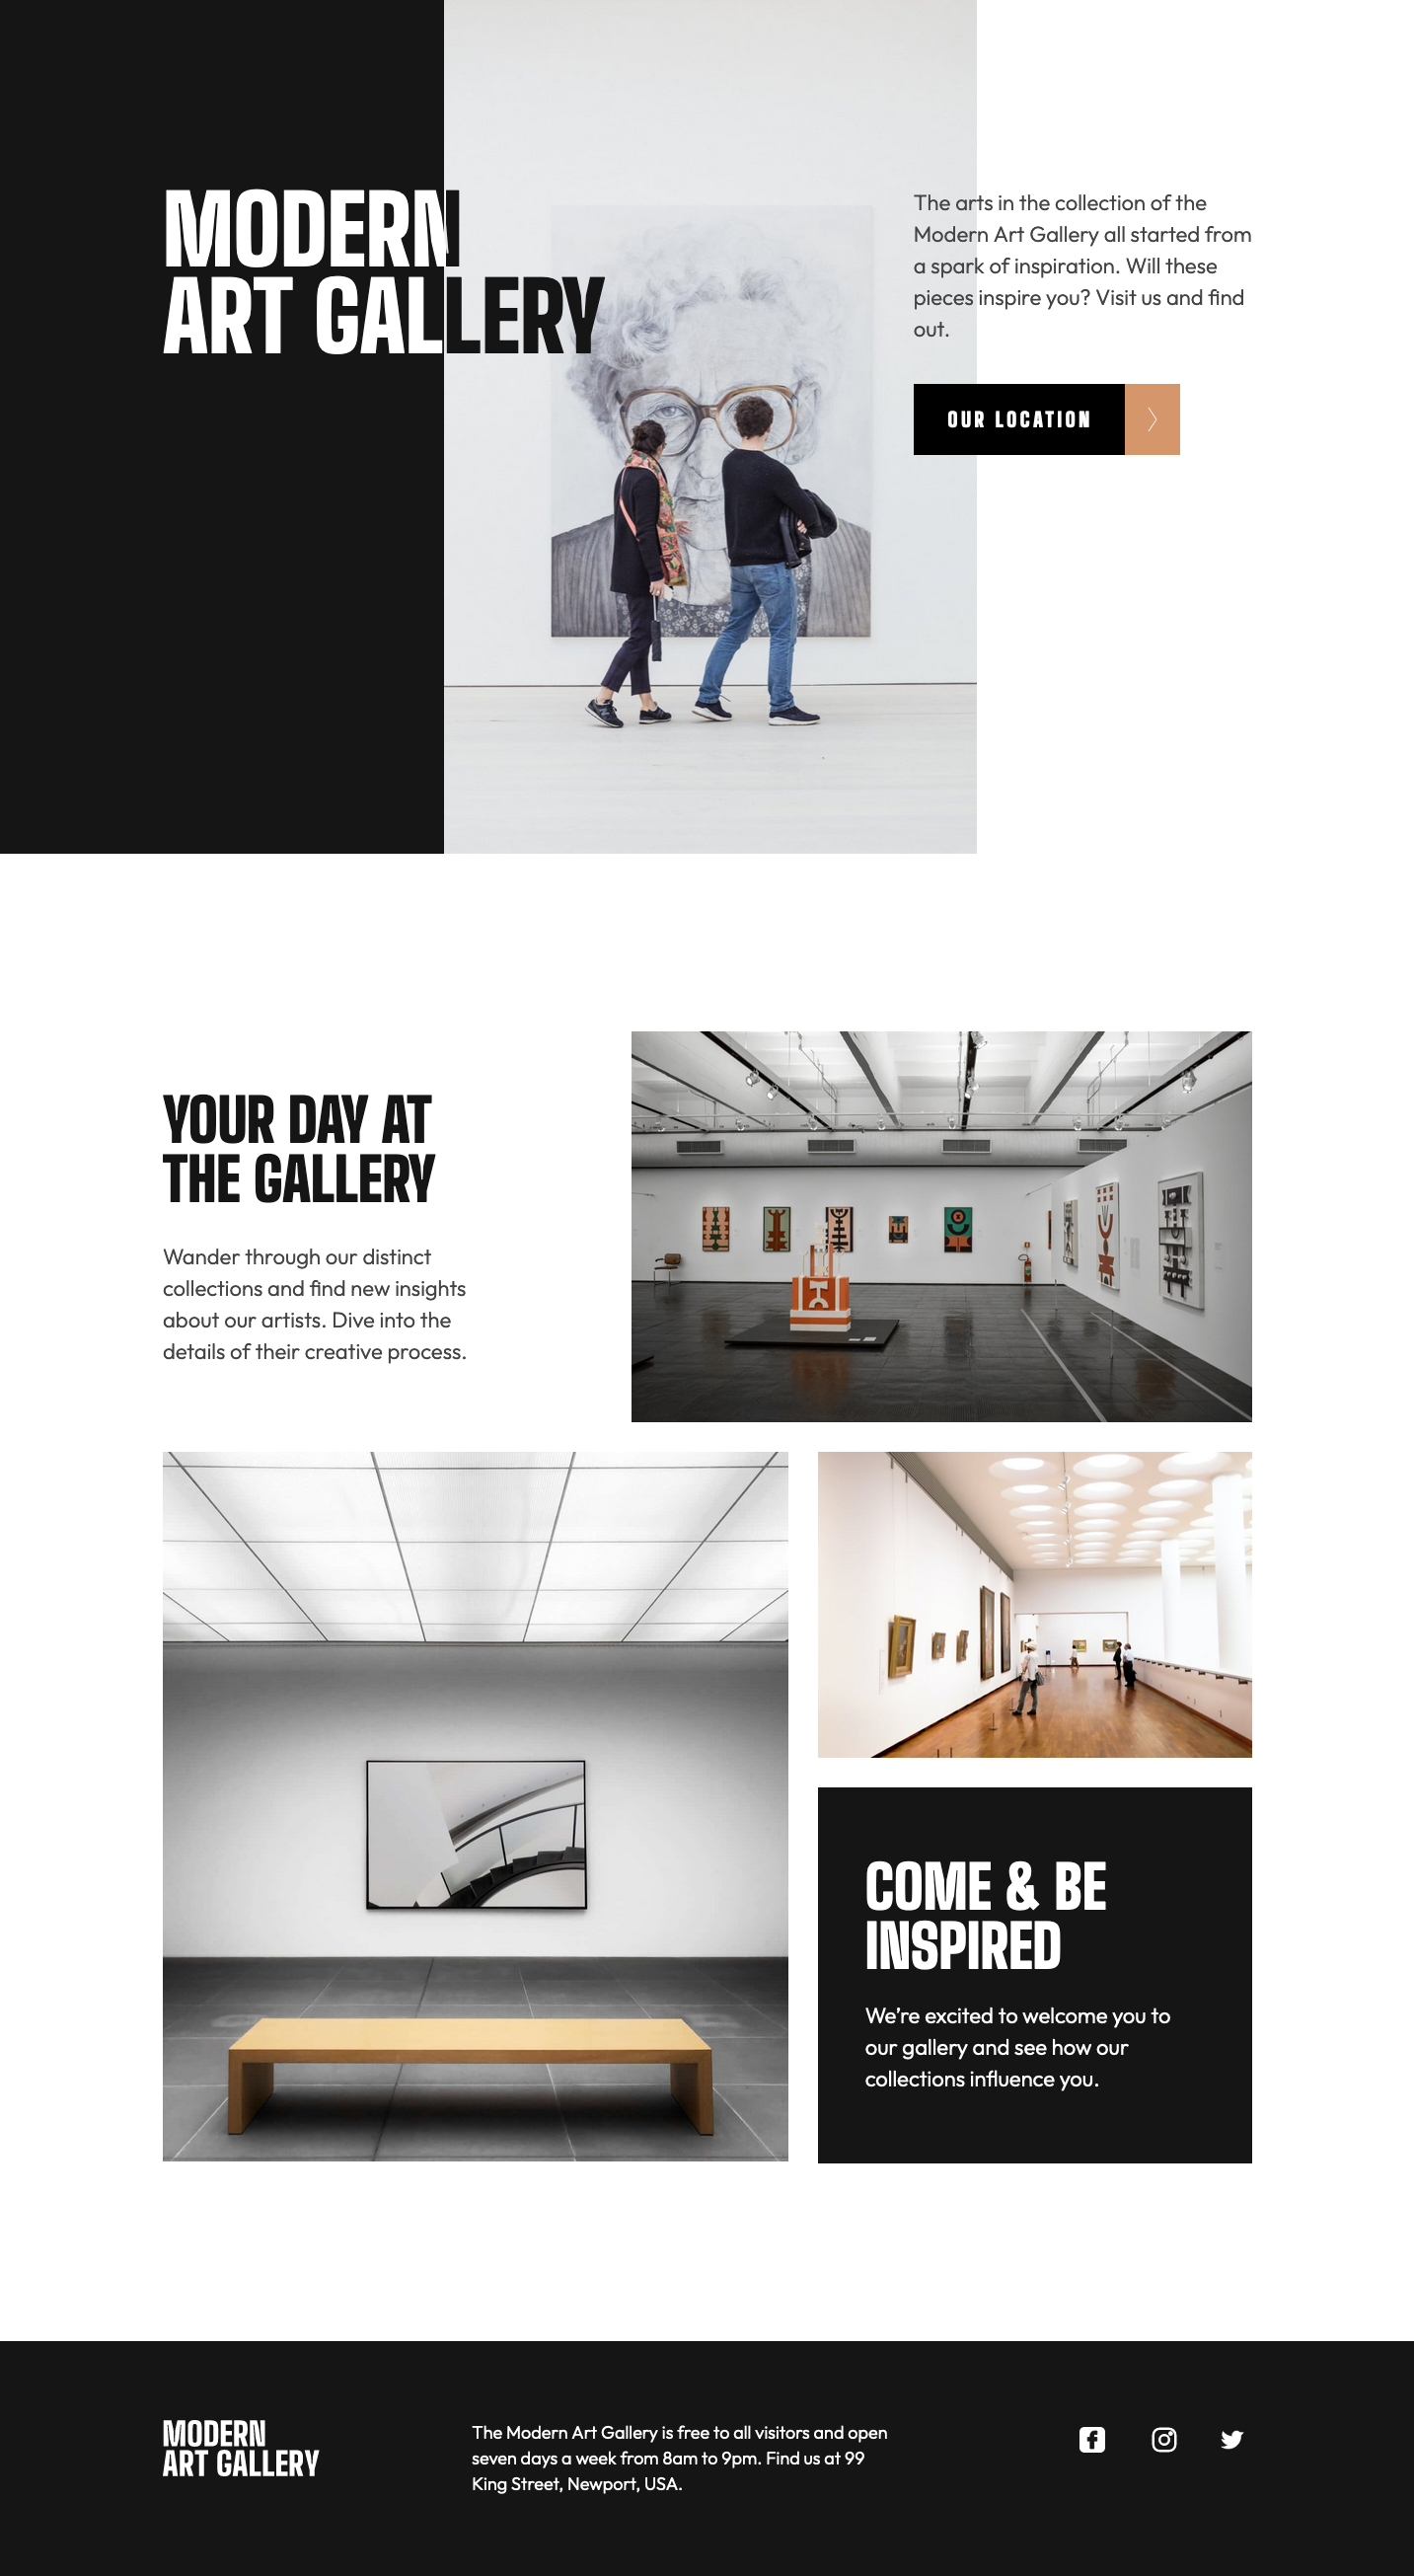 MODERN
ART GALLERY
The arts in the collection of the
Modern Art Gallery all started from
a spark of inspiration. Will these
pieces inspire you? Visit us and find
out.
OUR LOCATION
YOUR DAY AT
THE GALLERY
Wander through our distinct
collections and find new insights
about our artists. Dive into the
details of their creative process.
COME & BE
INSPIRED
We’re excited to welcome you to
our gallery and see how our
collections influence you.
MODERN
ART GALLERY
The Modern Art Gallery is free to all visitors and open
seven days a week from 8am to 9pm. Find us at 99
King Street, Newport, USA.